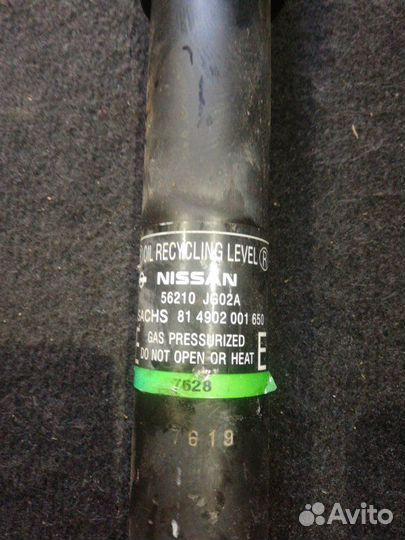 OIL RECYCLING LEVEL R
NISSAN
56210 JG02A
SACHS 81 4902 001 650
GAS PRESSURIZED
DO NOT OPEN OR HEAT E
7628
7619
Avito